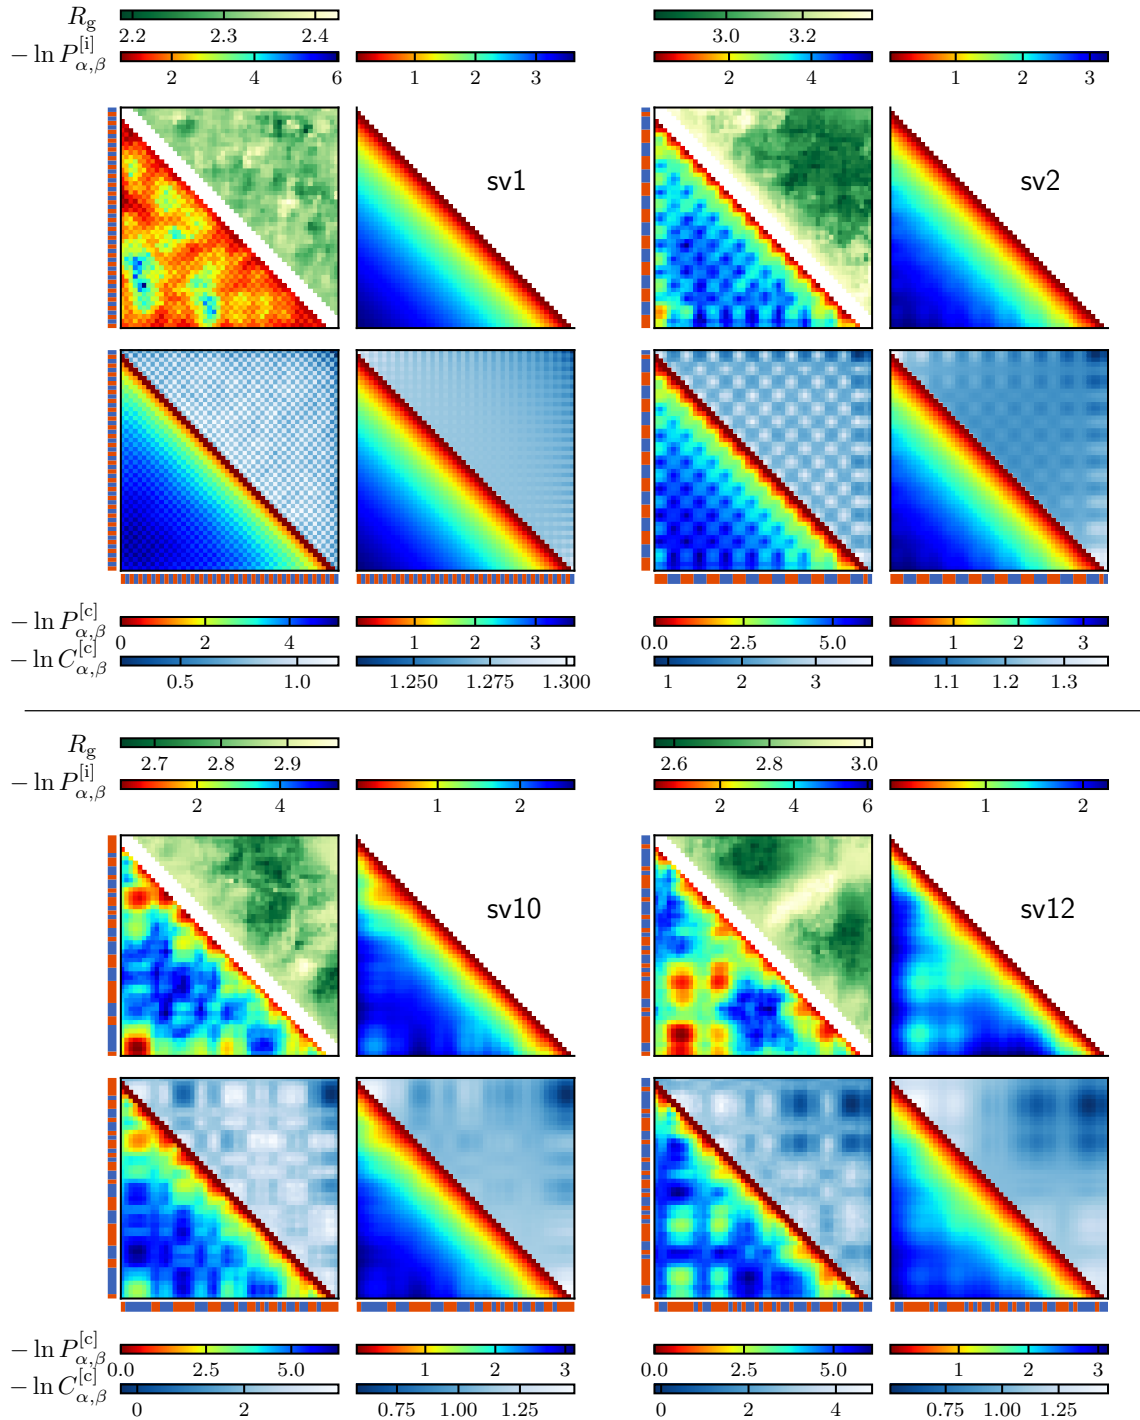 R_g 2.2 2.3 2.4 3.0 3.2
− ln P^{[i]}_{α,β} 2 4 6 1 2 3 2 4 1 2 3
sv1 sv2
− ln P^{[c]}_{α,β} 0 2 4 1 2 3 0.0 2.5 5.0 1 2 3
− ln C^{[c]}_{α,β} 0.5 1.0 1.250 1.275 1.300 1 2 3 1.1 1.2 1.3
R_g 2.7 2.8 2.9 2.6 2.8 3.0
− ln P^{[i]}_{α,β} 2 4 1 2 2 4 6 1 2
sv10 sv12
− ln P^{[c]}_{α,β} 0.0 2.5 5.0 1 2 3 0.0 2.5 5.0 1 2 3
− ln C^{[c]}_{α,β} 0 2 0.75 1.00 1.25 0 2 4 0.75 1.00 1.25